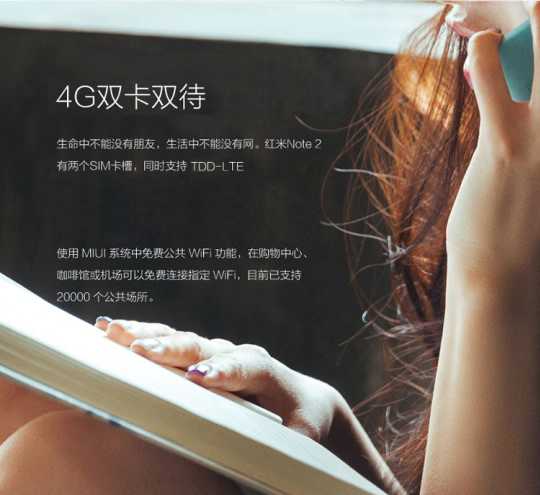 4G双卡双待
生命中不能没有朋友，生活中不能没有网。红米Note 2
有两个SIM卡槽，同时支持 TDD-LTE
使用 MIUI 系统中免费公共 WiFi 功能，在购物中心、
咖啡馆或机场可以免费连接指定 WiFi，目前已支持
20000 个公共场所。